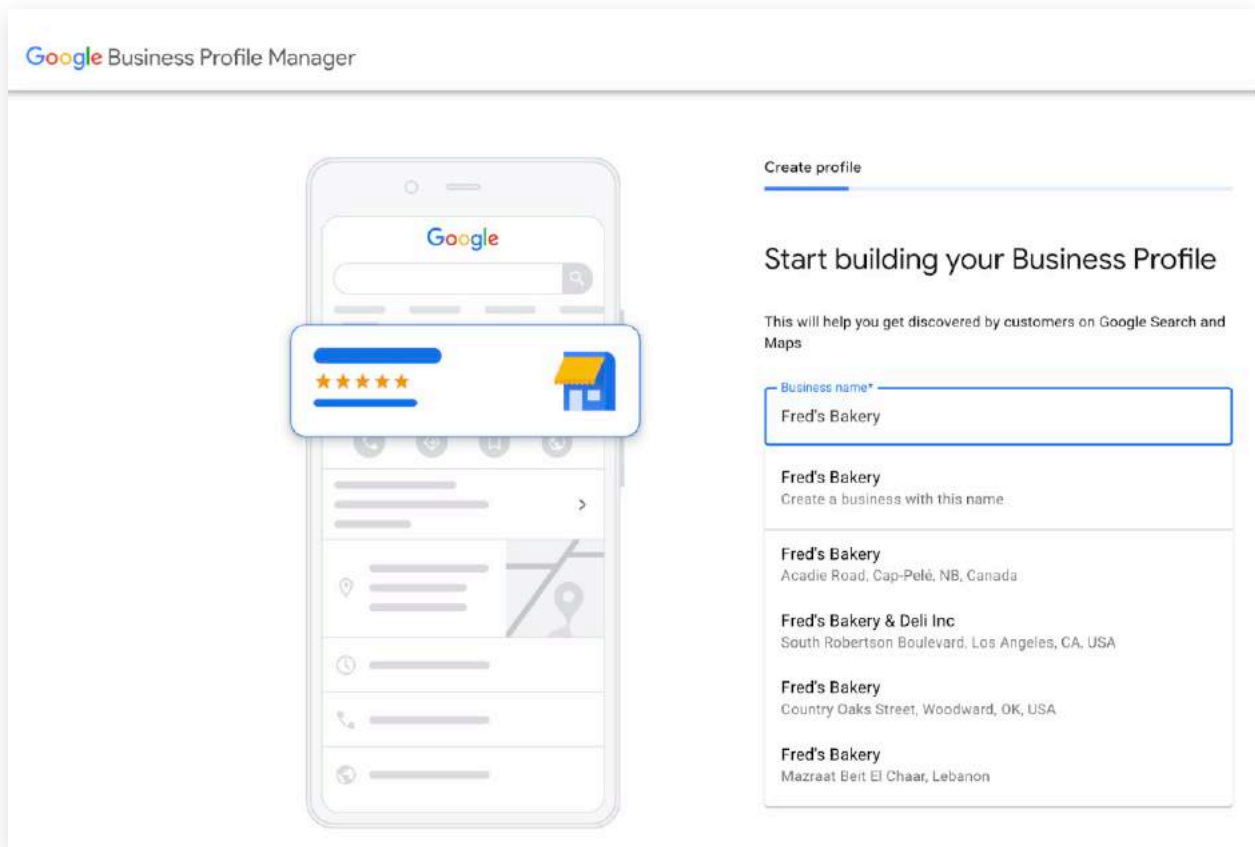 Google Business Profile Manager
Google
Create profile
Start building your Business Profile
This will help you get discovered by customers on Google Search and
Maps
Business name*
Fred's Bakery
Fred's Bakery
Create a business with this name
Fred's Bakery
Acadie Road, Cap-Pelé, NB, Canada
Fred's Bakery & Deli Inc
South Robertson Boulevard, Los Angeles, CA, USA
Fred's Bakery
Country Oaks Street, Woodward, OK, USA
Fred's Bakery
Mazraat Beit El Chaar, Lebanon